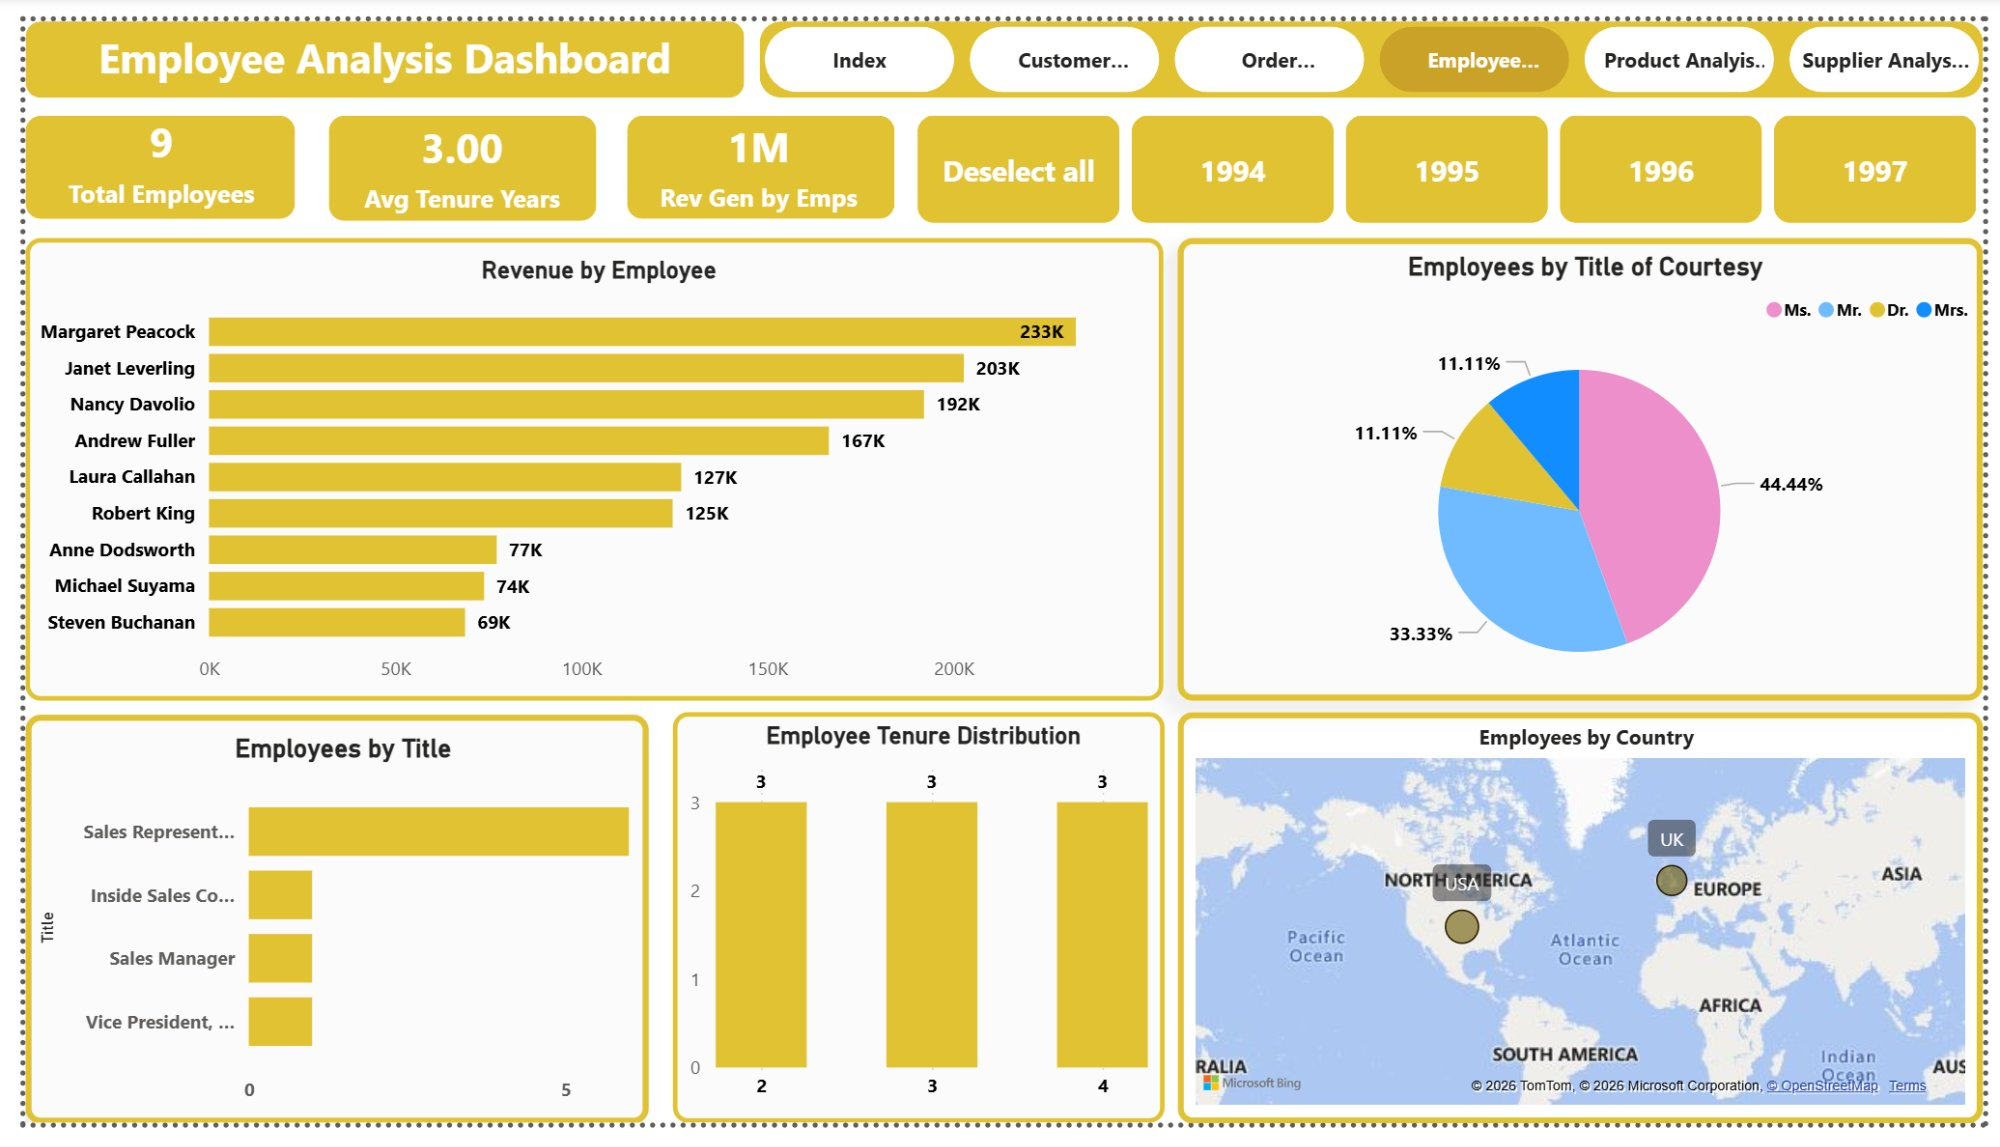 Employee Analysis Dashboard
Index
Customer...
Order...
Employee...
Product Analyis..
Supplier Analys...
9
Total Employees
3.00
Avg Tenure Years
1M
Rev Gen by Emps
Deselect all
1994
1995
1996
1997
Revenue by Employee
Margaret Peacock 233K
Janet Leverling 203K
Nancy Davolio 192K
Andrew Fuller 167K
Laura Callahan 127K
Robert King 125K
Anne Dodsworth 77K
Michael Suyama 74K
Steven Buchanan 69K
0K 50K 100K 150K 200K
Employees by Title of Courtesy
Ms. Mr. Dr. Mrs.
11.11%
11.11%
44.44%
33.33%
Employees by Title
Title
Sales Represent...
Inside Sales Co...
Sales Manager
Vice President, ...
0 5
Employee Tenure Distribution
3 3 3
3
2
1
0
2 3 4
Employees by Country
UK
NORTH AMERICA
USA
EUROPE
ASIA
Pacific
Ocean
Atlantic
Ocean
AFRICA
SOUTH AMERICA
Indian
Ocean
RALIA
AUS
Microsoft Bing
© 2026 TomTom, © 2026 Microsoft Corporation, © OpenStreetMap Terms